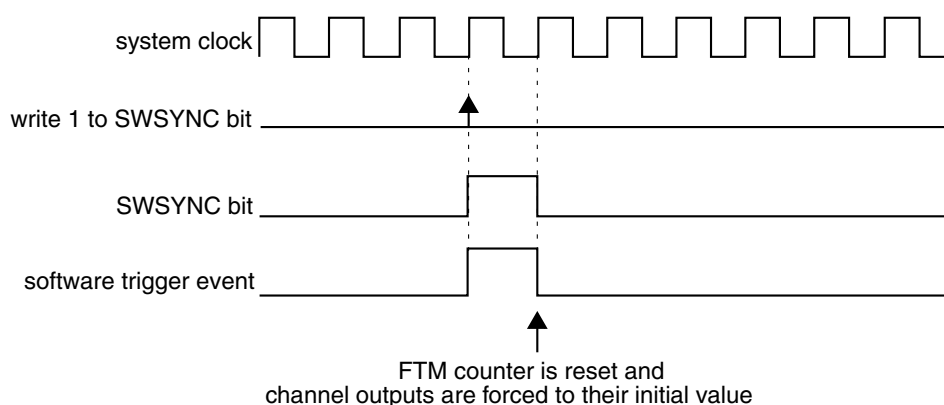 system clock
write 1 to SWSYNC bit
SWSYNC bit
software trigger event
FTM counter is reset and
channel outputs are forced to their initial value